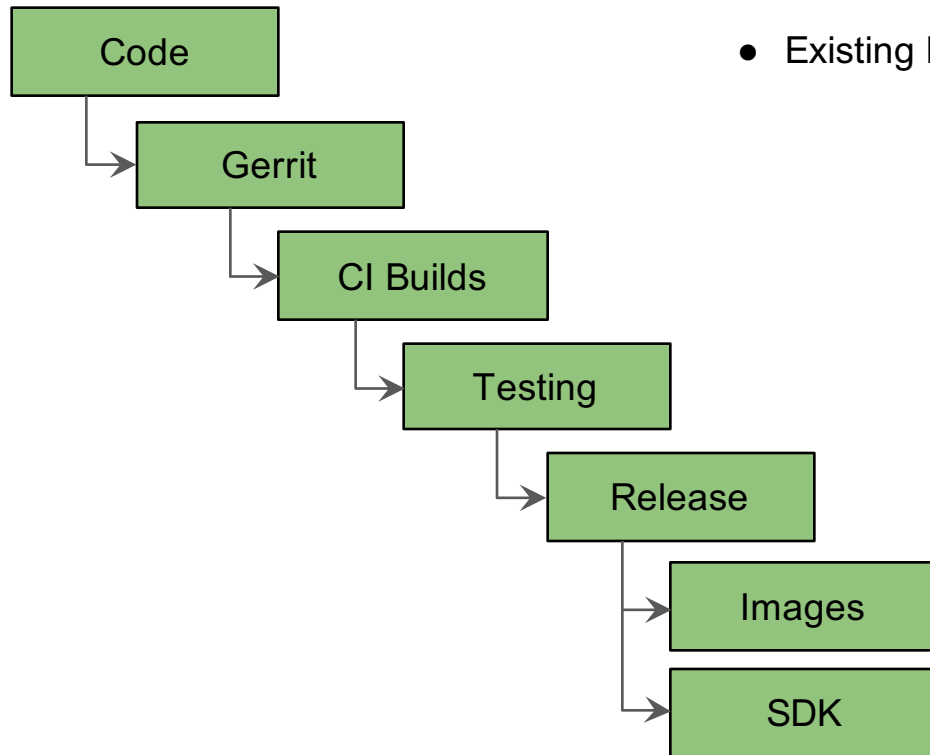 Code
● Existing
Gerrit
CI Builds
Testing
Release
Images
SDK